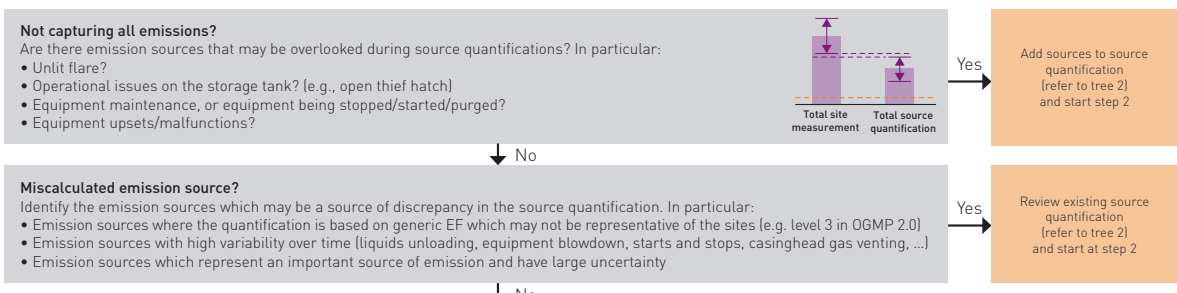 Not capturing all emissions?
Are there emission sources that may be overlooked during source quantifications? In particular:
• Unlit flare?
• Operational issues on the storage tank? (e.g., open thief hatch)
• Equipment maintenance, or equipment being stopped/started/purged?
• Equipment upsets/malfunctions?
Total site
measurement
Total source
quantification
Yes
Add sources to source
quantification
(refer to tree 2)
and start step 2
No
Miscalculated emission source?
Identify the emission sources which may be a source of discrepancy in the source quantification. In particular:
• Emission sources where the quantification is based on generic EF which may not be representative of the sites (e.g. level 3 in OGMP 2.0)
• Emission sources with high variability over time (liquids unloading, equipment blowdown, starts and stops, casinghead gas venting, ...)
• Emission sources which represent an important source of emission and have large uncertainty
Yes
Review existing source
quantification
(refer to tree 2)
and start at step 2
No